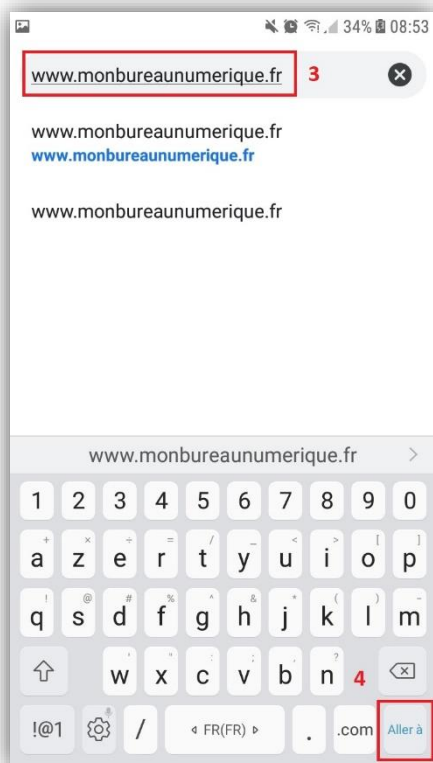 34% 08:53
www.monbureaunumerique.fr 3
www.monbureaunumerique.fr
www.monbureaunumerique.fr
www.monbureaunumerique.fr
www.monbureaunumerique.fr >
1 2 3 4 5 6 7 8 9 0
+ × ÷ = / _ < > [ ]
a z e r t y u i o p
! @ # % ^ & * ( ) -
q s d f g h j k l m
' " : ; , ?
w x c v b n 4
!@1 / FR(FR) . .com Aller à